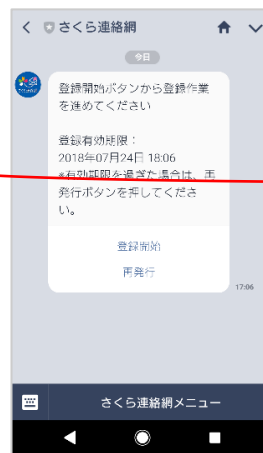 さくら連絡網
今日
登録開始ボタンから登録作業
を進めてください
登録有効期限：
2018年07月24日 18:06
*有効期限を過ぎた場合は、再
発行ボタンを押してくださ
い。
登録開始
再発行
17:06
さくら連絡網メニュー